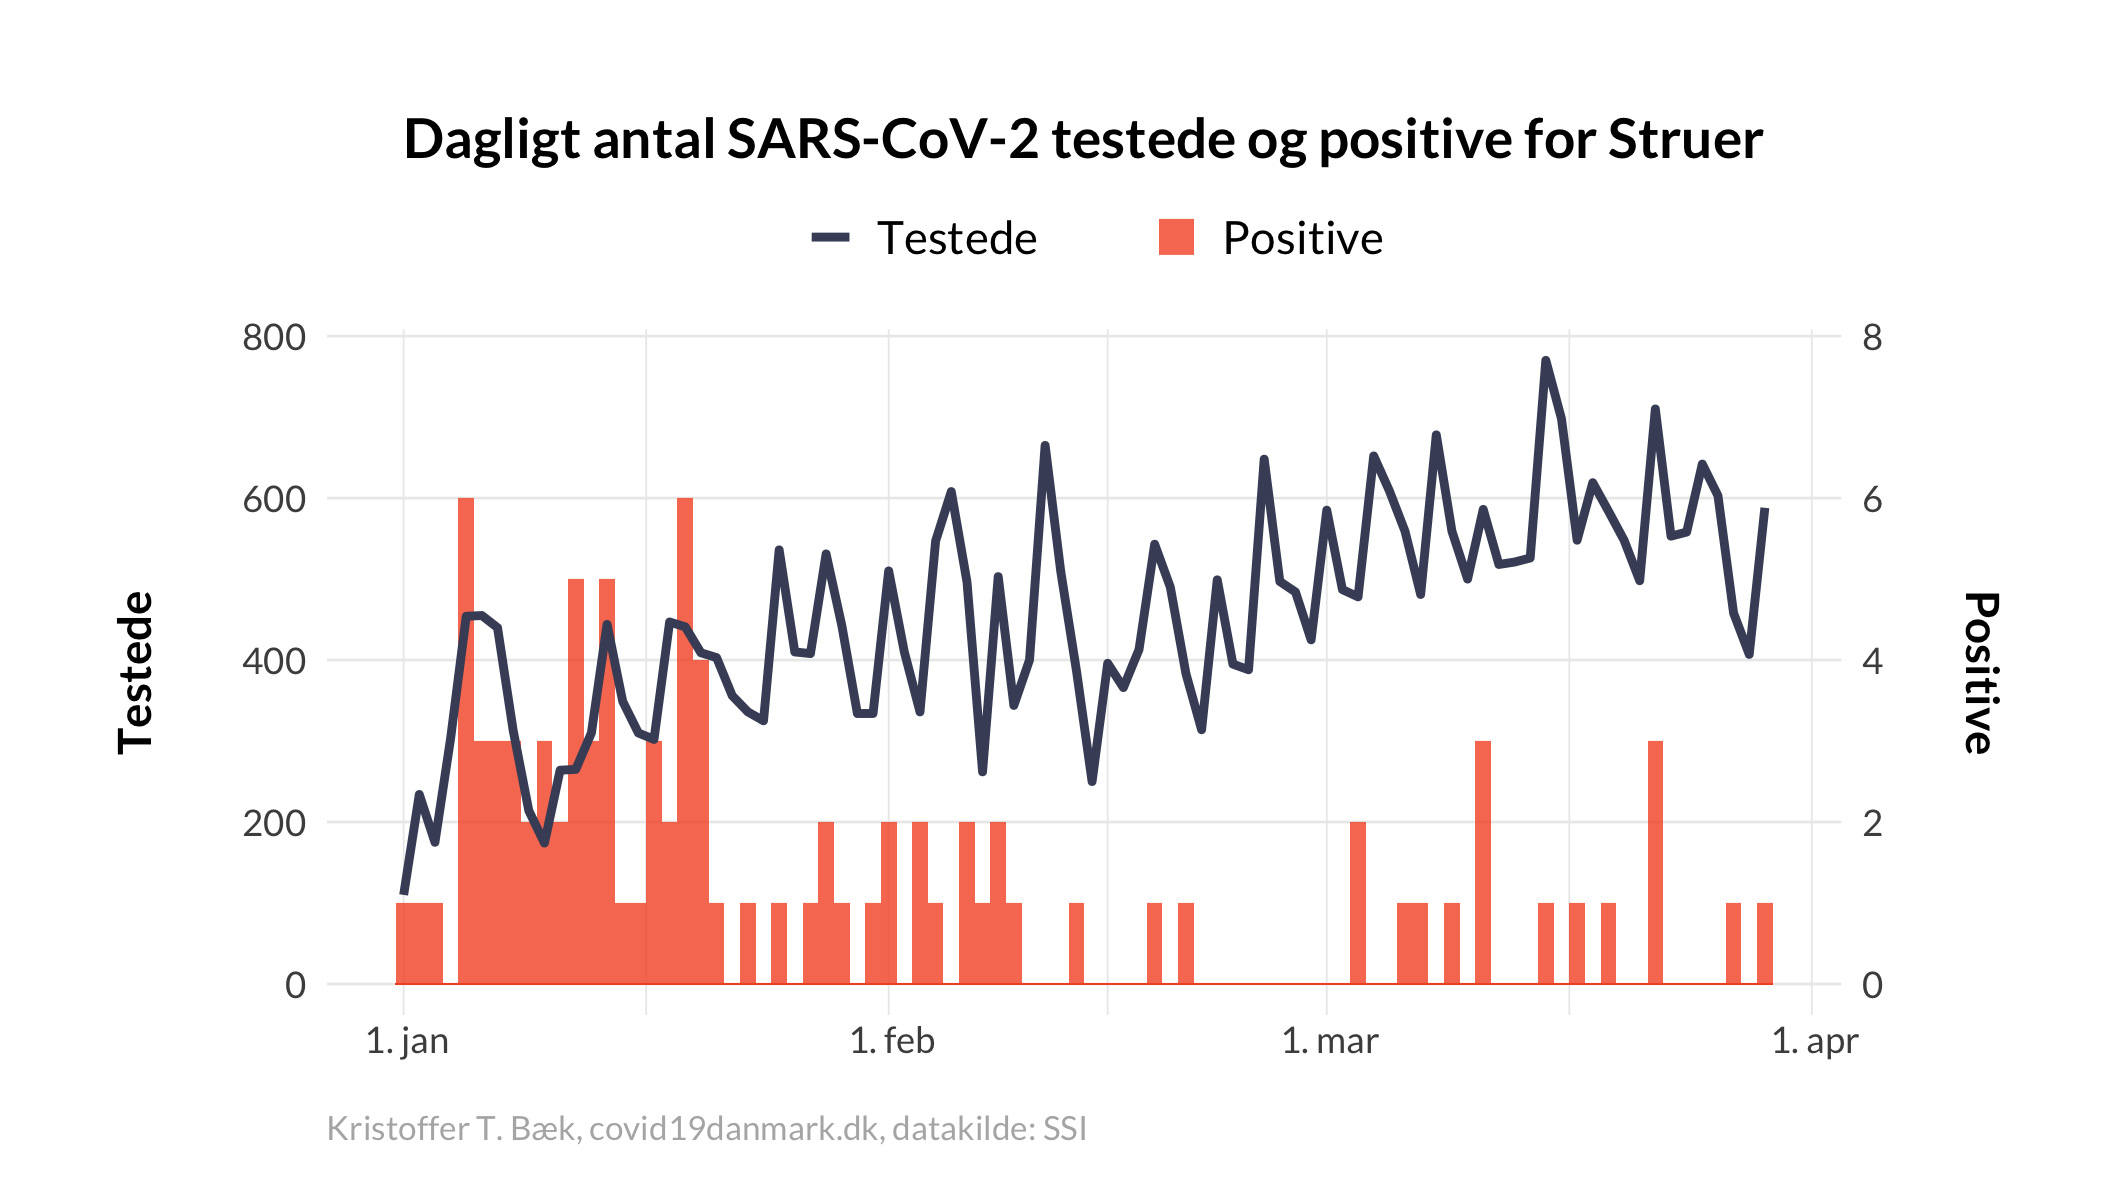 Dagligt antal SARS-CoV-2 testede og positive for Struer
Testede Positive
800 8
600 6
400 4
200 2
0 0
Testede
Positive
1. jan 1. feb 1. mar 1. apr
Kristoffer T. Bæk, covid19danmark.dk, datakilde: SSI